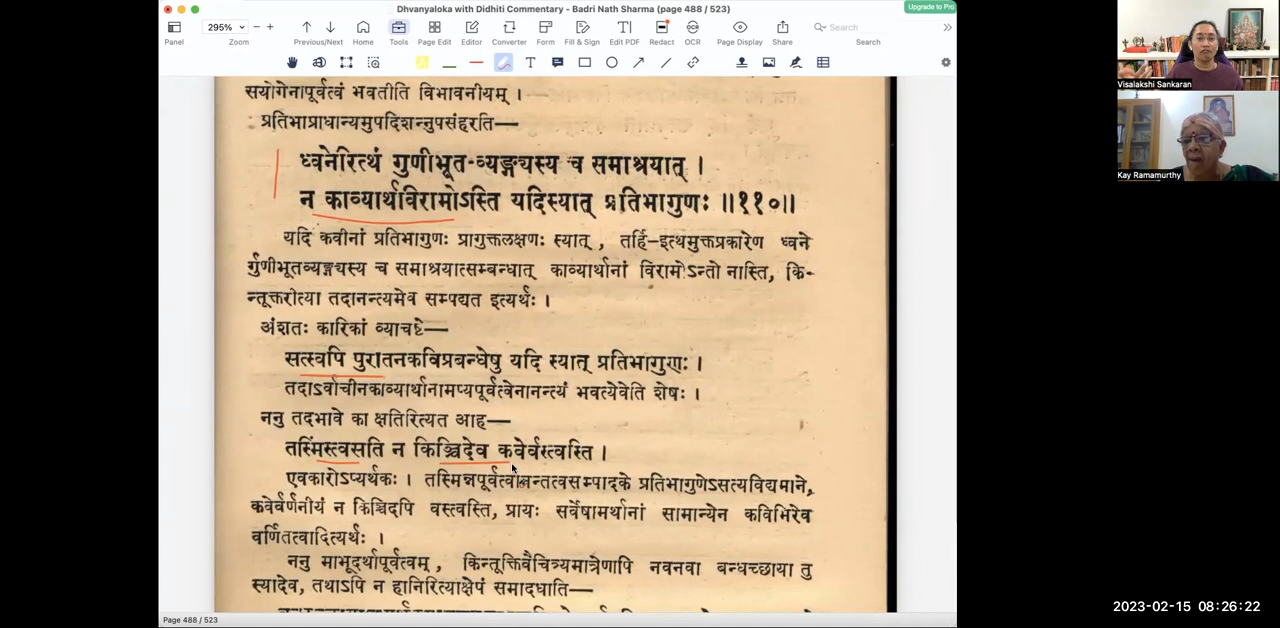 Dhvanyaloka with Didhiti Commentary - Badri Nath Sharma (page 488 / 523)
Upgrade to Pro
295%
Search
Panel Zoom Previous/Next Home Tools Page Edit Editor Converter Form Fill & Sign Edit PDF Redact OCR Page Display Share Search
सयोगेनापूर्वत्वं भवतीति विभावनीयम् ।
प्रतिभाप्राधान्यमुपदिशन्नुपसंहरति—
ध्वनेरित्थं गुणीभूत-व्यङ्गयस्य च समाश्रयात् ।
न काव्यार्थविरामोऽस्ति यदिस्यात् प्रतिभागुणः ॥११०॥
यदि कवीनां प्रतिभागुणः प्रागुक्तलक्षणः स्यात् , तर्हि-इत्थमुक्तप्रकारेण ध्वने
र्गुणीभूतव्यङ्गयस्य च समाश्रयात्सम्बन्धात् काव्यार्थानां विरामोऽन्तो नास्ति, कि-
न्तूक्तरीत्या तदानन्त्यमेव सम्पद्यत इत्यर्थः ।
अंशतः कारिकां व्याचष्टे—
सत्स्वपि पुरातनकविप्रबन्धेषु यदि स्यात् प्रतिभागुणः ।
तदाऽर्वाचीनकाव्यार्थानामप्यपूर्वत्वेनानन्त्यं भवत्येवेति शेषः ।
ननु तदभावे का क्षतिरित्यत आह—
तस्मिंस्त्वसति न किञ्चिदेव कवेर्वस्त्वस्ति ।
एवकारोऽप्यर्थकः । तस्मिन्नपूर्वत्वानन्तत्वसम्पादके प्रतिभागुणेऽसत्यविद्यमाने,
कवेर्वर्णनीयं न किञ्चिदपि वस्त्वस्ति, प्रायः सर्वेषामर्थानां सामान्येन कविभिरेव
वर्णितत्वादित्यर्थः ।
ननु माभूदर्थापूर्वत्वम् , किन्तूक्तिवैचित्र्यमात्रेणापि नवनवा बन्धच्छाया तु
स्यादेव, तथाऽपि न हानिरित्याक्षेपं समादधाति—
Page 488 / 523
Visalakshi Sankaran
Kay Ramamurthy
2023-02-15 08:26:22